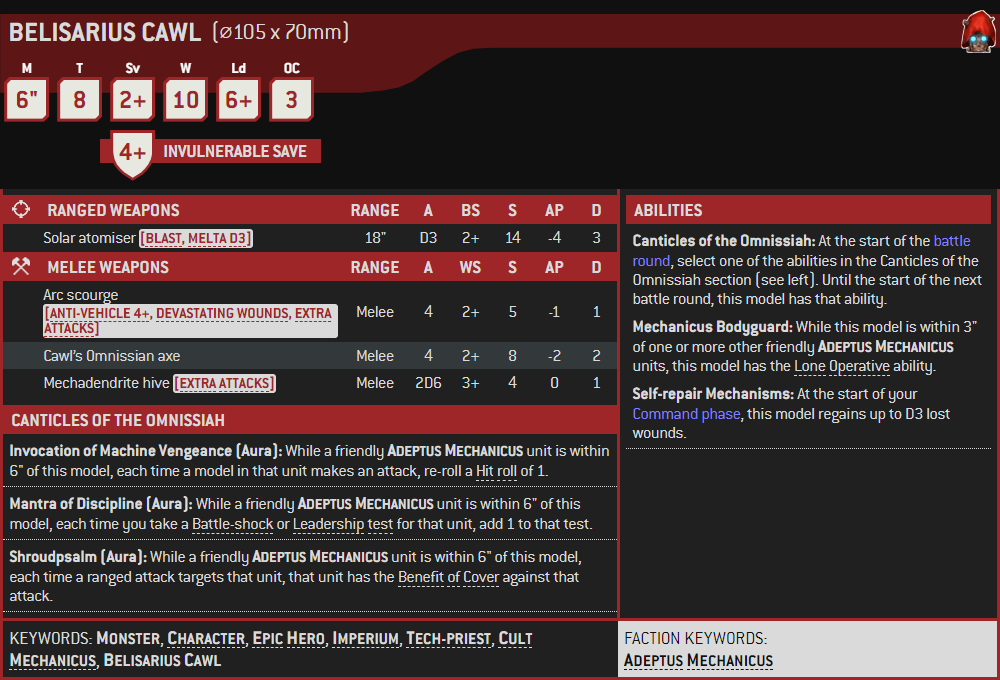 BELISARIUS CAWL (⌀105 x 70mm)
M T Sv W Ld OC
6" 8 2+ 10 6+ 3
4+ INVULNERABLE SAVE
RANGED WEAPONS RANGE A BS S AP D
Solar atomiser [BLAST, MELTA D3] 18" D3 2+ 14 -4 3
MELEE WEAPONS RANGE A WS S AP D
Arc scourge
[ANTI-VEHICLE 4+, DEVASTATING WOUNDS, EXTRA
ATTACKS] Melee 4 2+ 5 -1 1
Cawl's Omnissian axe Melee 4 2+ 8 -2 2
Mechadendrite hive [EXTRA ATTACKS] Melee 2D6 3+ 4 0 1
CANTICLES OF THE OMNISSIAH
Invocation of Machine Vengeance (Aura): While a friendly ADEPTUS MECHANICUS unit is within
6" of this model, each time a model in that unit makes an attack, re-roll a Hit roll of 1.
Mantra of Discipline (Aura): While a friendly ADEPTUS MECHANICUS unit is within 6" of this
model, each time you take a Battle-shock or Leadership test for that unit, add 1 to that test.
Shroudpsalm (Aura): While a friendly ADEPTUS MECHANICUS unit is within 6" of this model,
each time a ranged attack targets that unit, that unit has the Benefit of Cover against that
attack.
ABILITIES
Canticles of the Omnissiah: At the start of the battle
round, select one of the abilities in the Canticles of the
Omnissiah section (see left). Until the start of the next
battle round, this model has that ability.
Mechanicus Bodyguard: While this model is within 3"
of one or more other friendly ADEPTUS MECHANICUS
units, this model has the Lone Operative ability.
Self-repair Mechanisms: At the start of your
Command phase, this model regains up to D3 lost
wounds.
KEYWORDS: MONSTER, CHARACTER, EPIC HERO, IMPERIUM, TECH-PRIEST, CULT
MECHANICUS, BELISARIUS CAWL
FACTION KEYWORDS:
ADEPTUS MECHANICUS